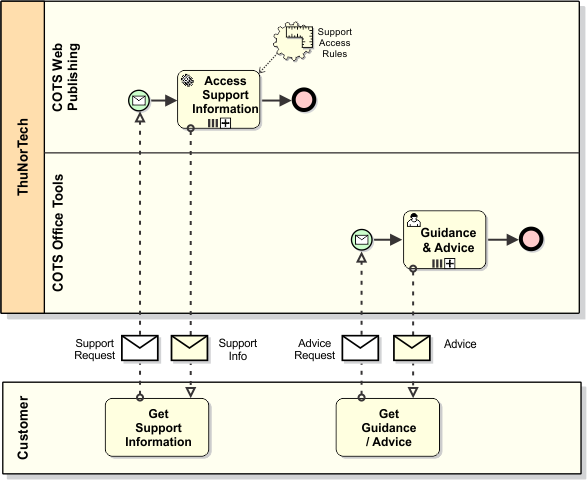 ThuNorTech
COTS Web
Publishing
Support
Access
Rules
Access
Support
Information
COTS Office Tools
Guidance
& Advice
Support
Request
Support
Info
Advice
Request
Advice
Customer
Get
Support
Information
Get
Guidance
/ Advice